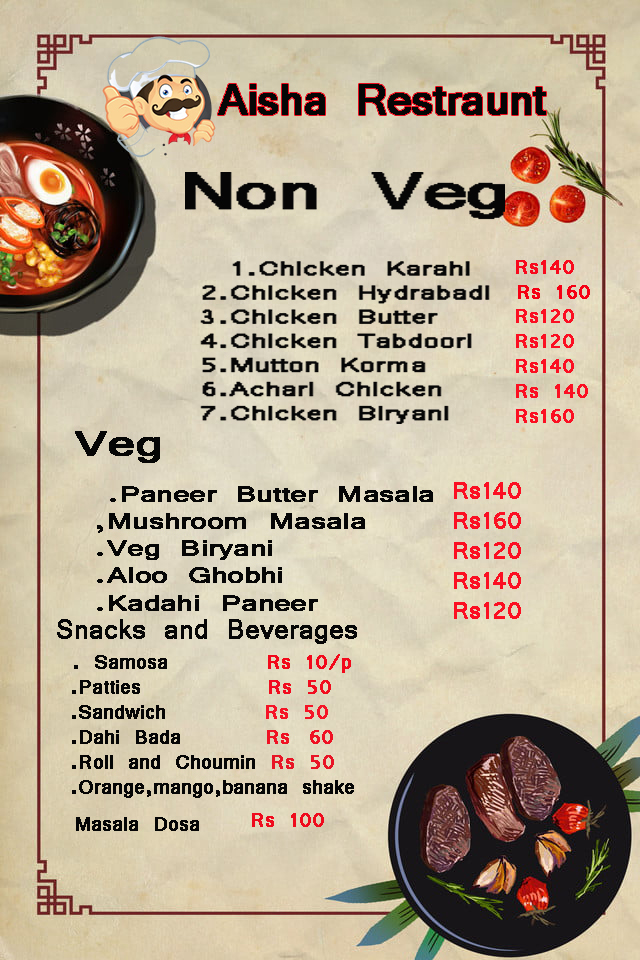 Aisha Restraunt
Non Veg
1.Chicken Karahi Rs140
2.Chicken Hydrabadi Rs 160
3.Chicken Butter Rs120
4.Chicken Tabdoori Rs120
5.Mutton Korma Rs140
6.Achari Chicken Rs 140
7.Chicken Biryani Rs160
Veg
.Paneer Butter Masala Rs140
,Mushroom Masala Rs160
.Veg Biryani Rs120
.Aloo Ghobhi Rs140
.Kadahi Paneer Rs120
Snacks and Beverages
. Samosa Rs 10/p
.Patties Rs 50
.Sandwich Rs 50
.Dahi Bada Rs 60
.Roll and Choumin Rs 50
.Orange,mango,banana shake
Masala Dosa Rs 100